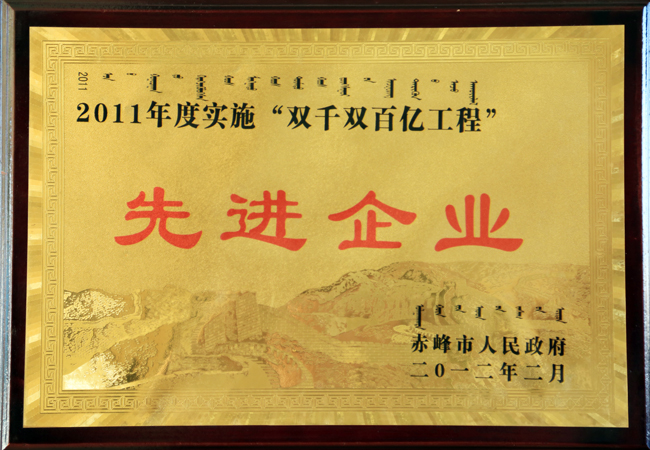 2011
2011年度实施“双千双百亿工程”
先进企业
赤峰市人民政府
二〇一二年二月